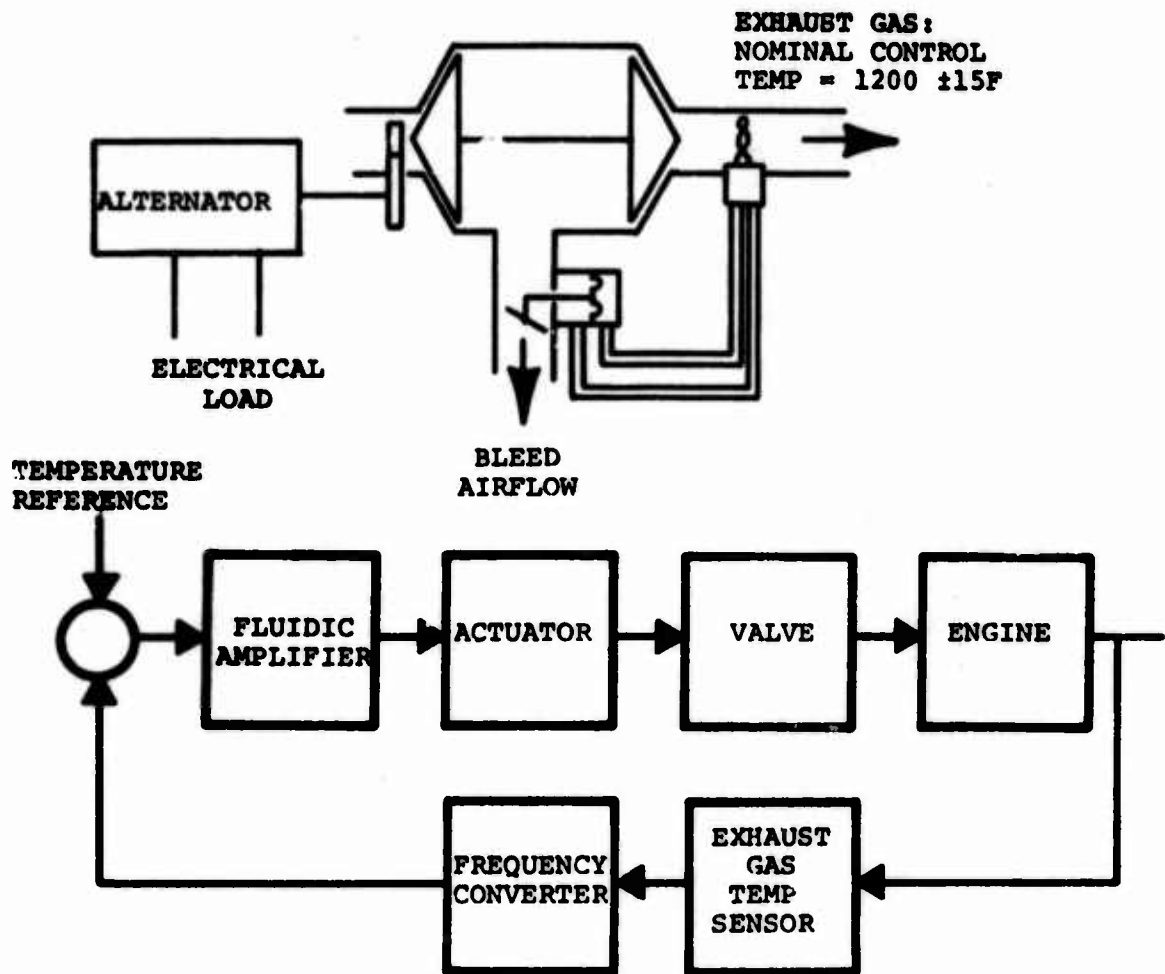 EXHAUST GAS:
NOMINAL CONTROL
TEMP = 1200 ±15F
ALTERNATOR
ELECTRICAL
LOAD
BLEED
AIRFLOW
TEMPERATURE
REFERENCE
FLUIDIC
AMPLIFIER
ACTUATOR
VALVE
ENGINE
FREQUENCY
CONVERTER
EXHAUST
GAS
TEMP
SENSOR